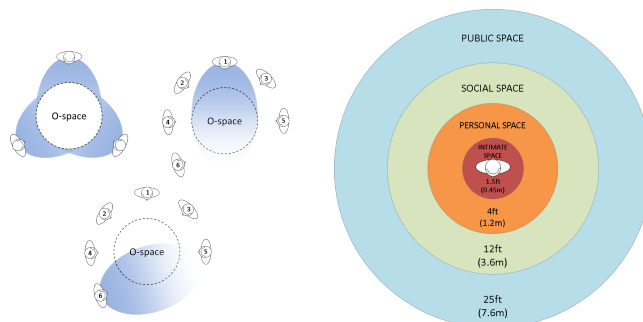 O-space
1
2
3
4
O-space
5
6
1
2
3
4
O-space
5
6
PUBLIC SPACE
SOCIAL SPACE
PERSONAL SPACE
INTIMATE
SPACE
1.5ft
(0.45m)
4ft
(1.2m)
12ft
(3.6m)
25ft
(7.6m)